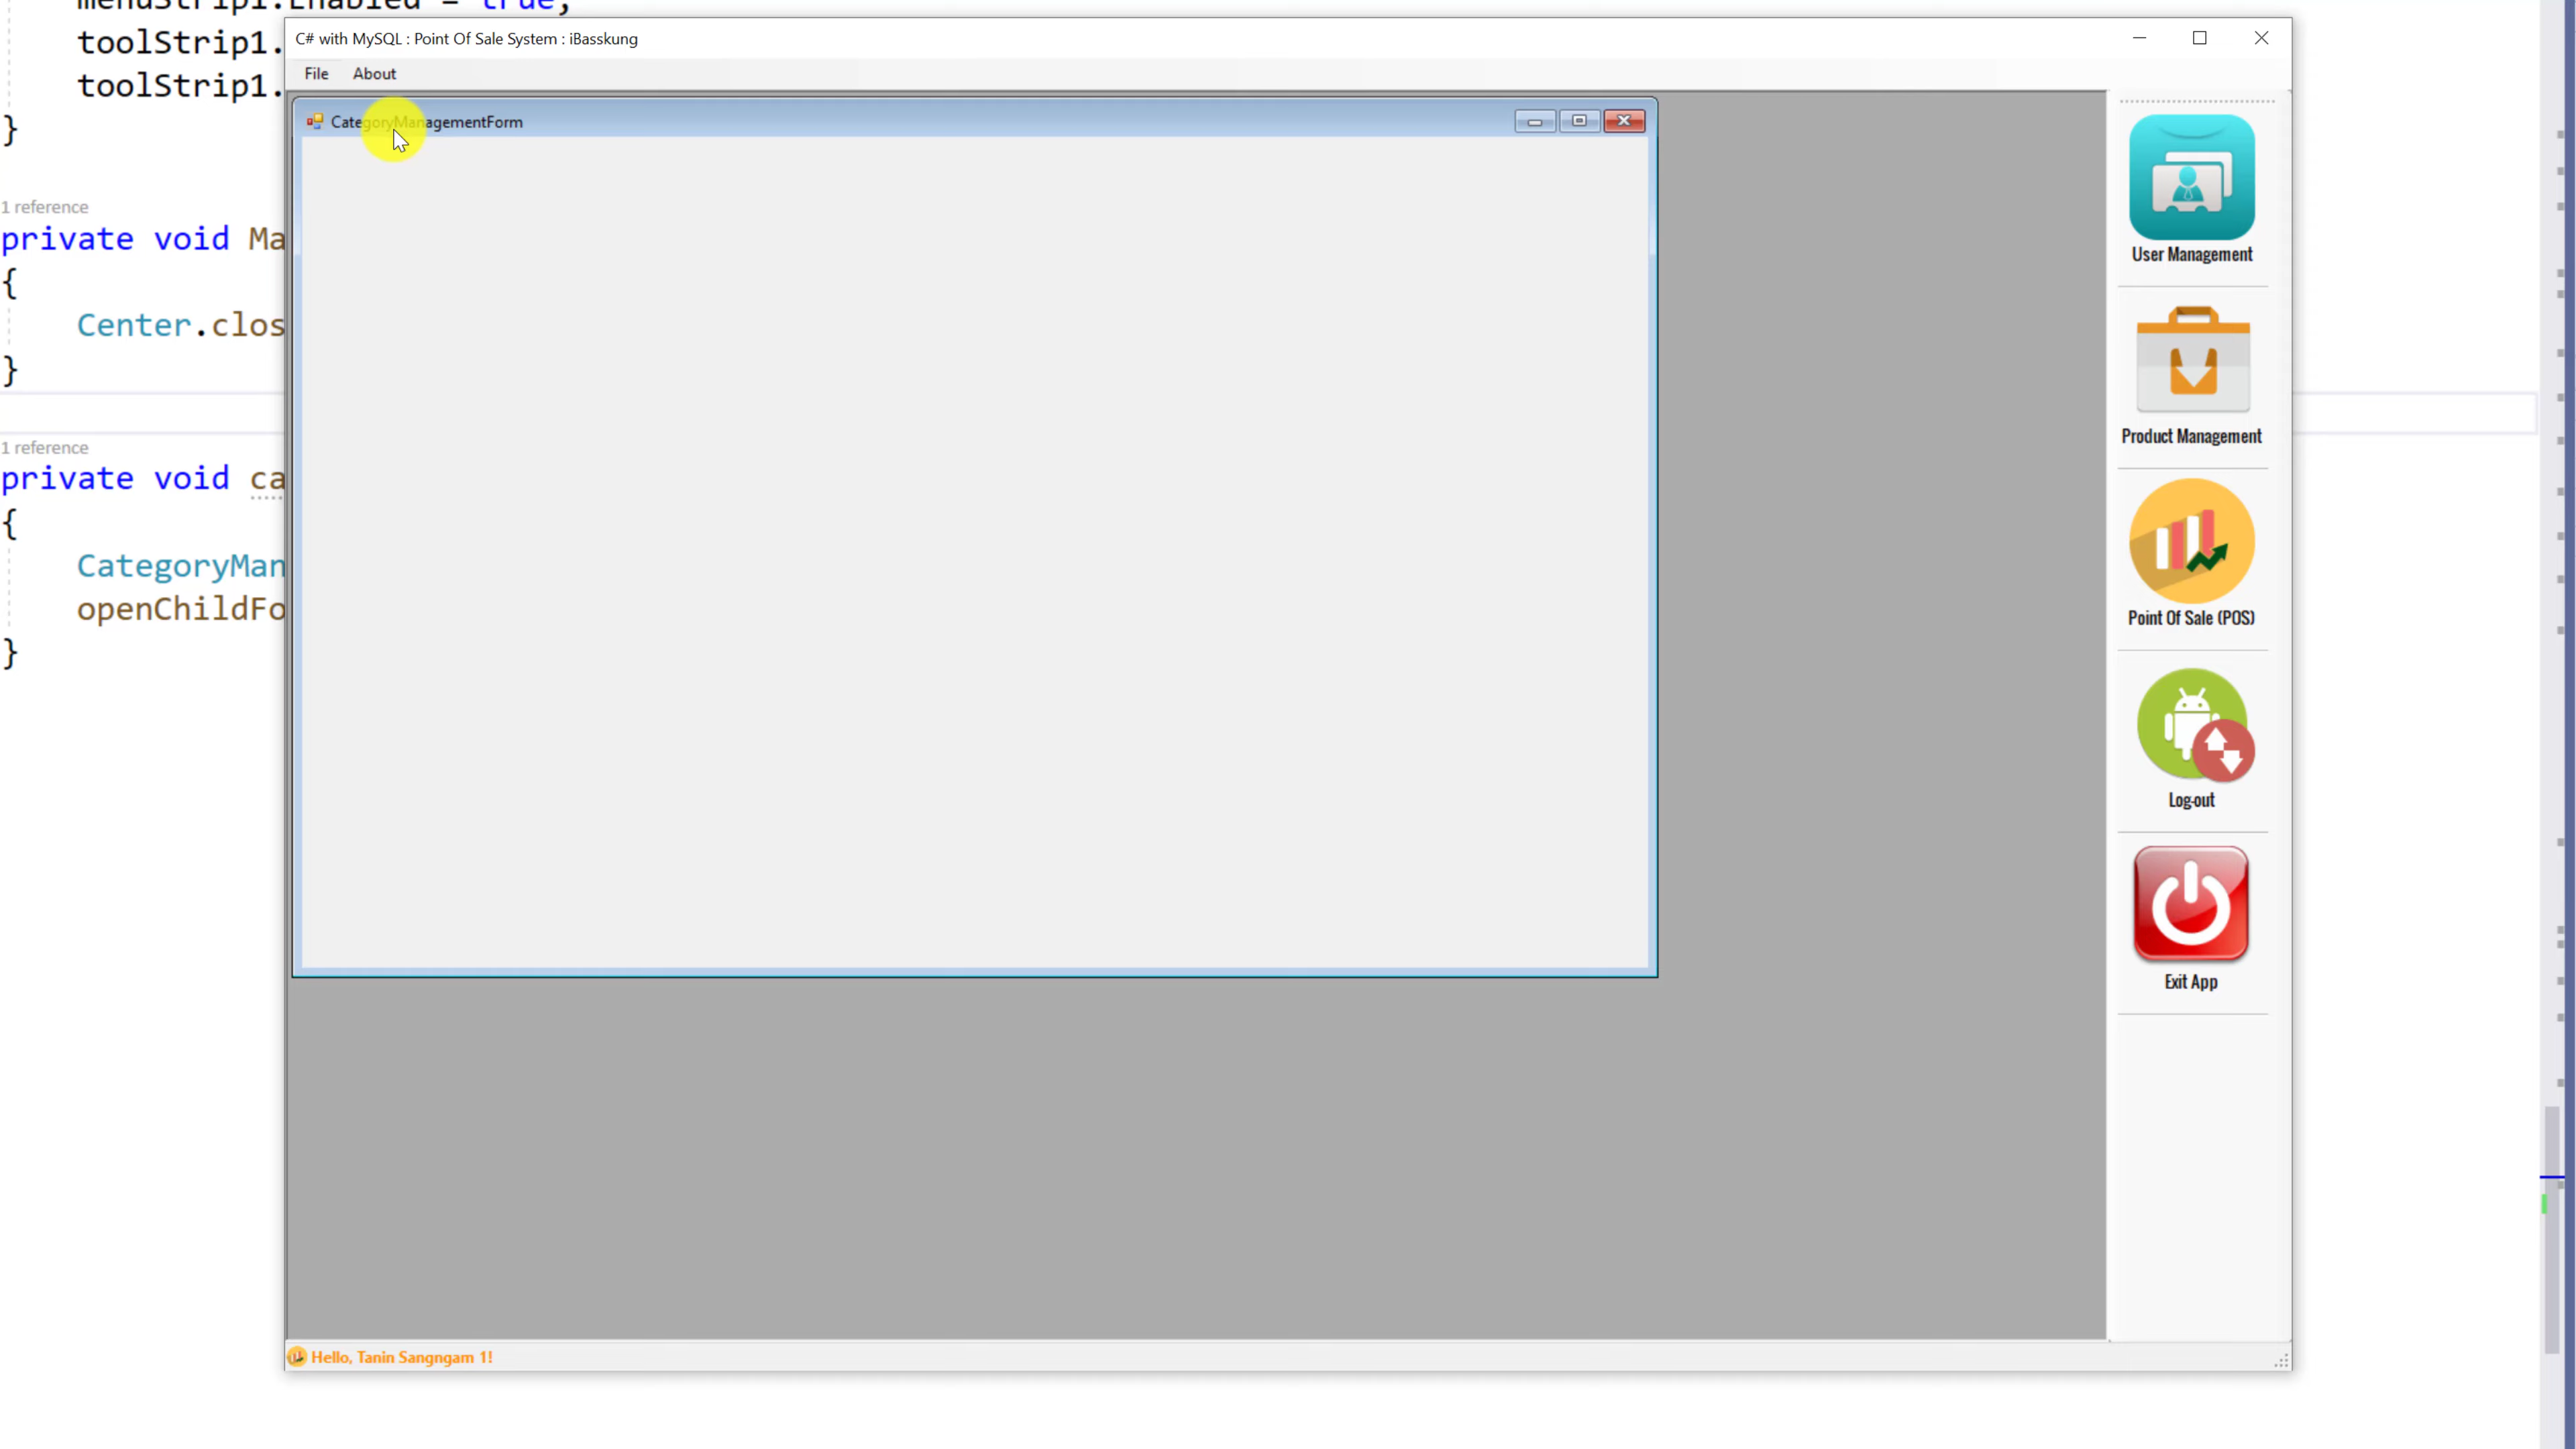 menuStrip1.Enabled = true;
toolStrip1.
toolStrip1.
}
1 reference
private void Ma
{
Center.clos
}
1 reference
private void ca
{
CategoryMan
openChildFo
}
C# with MySQL : Point Of Sale System : iBasskung
File About
CategoryManagementForm
User Management
Product Management
Point Of Sale (POS)
Log-out
Exit App
Hello, Tanin Sangngam 1!